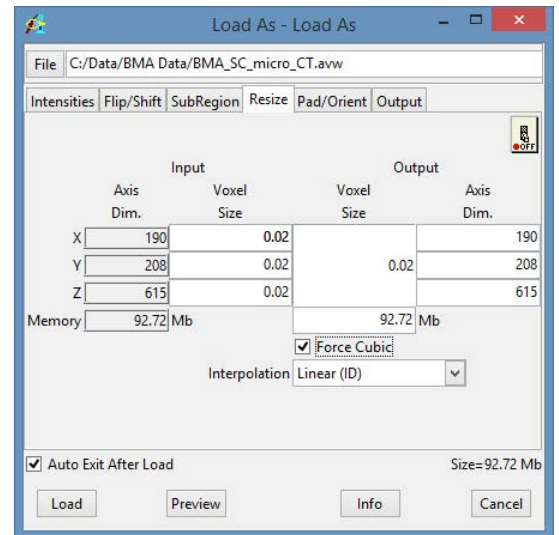 Load As - Load As
File C:/Data/BMA Data/BMA_SC_micro_CT.avw
Intensities Flip/Shift SubRegion Resize Pad/Orient Output
OFF
Input Output
Axis Voxel Voxel Axis
Dim. Size Size Dim.
X 190 0.02 190
Y 208 0.02 0.02 208
Z 615 0.02 615
Memory 92.72 Mb 92.72 Mb
Force Cubic
Interpolation Linear (ID)
Auto Exit After Load Size=92.72 Mb
Load Preview Info Cancel